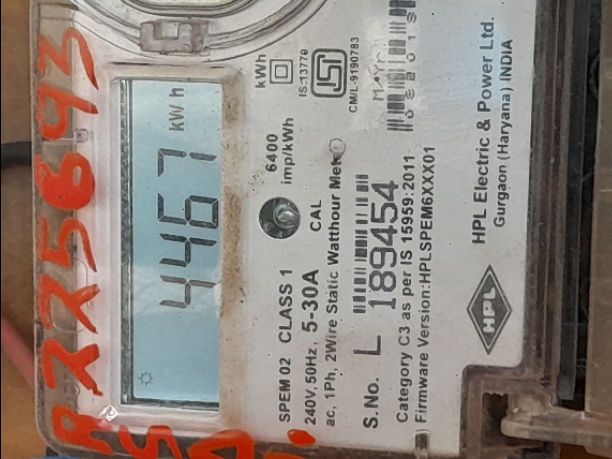 4467 kWh
kWh
IS:13779
CM/L-9190783
6400
imp/kWh
CAL
SPEM 02 CLASS 1
240V, 50Hz, 5-30A
ac, 1Ph, 2Wire Static Watthour Meter
M/Yr
S.No. L 189454
Category C3 as per IS 15959:2011
Firmware Version:HPLSPEM6XXX01
HPL
HPL Electric & Power Ltd.
Gurgaon (Haryana) INDIA